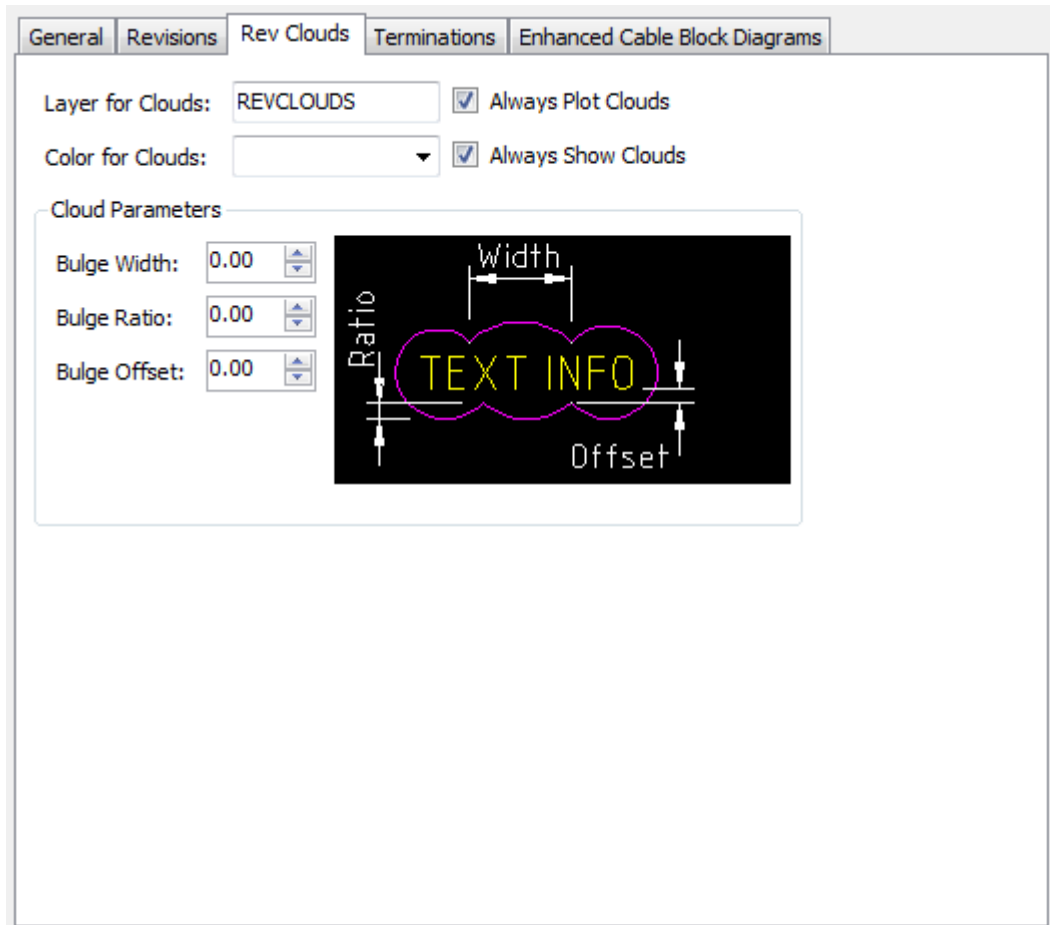 General Revisions Rev Clouds Terminations Enhanced Cable Block Diagrams
Layer for Clouds: REVCLOUDS Always Plot Clouds
Color for Clouds: Always Show Clouds
Cloud Parameters
Bulge Width: 0.00
Bulge Ratio: 0.00
Bulge Offset: 0.00
Width
Ratio
TEXT INFO
Offset